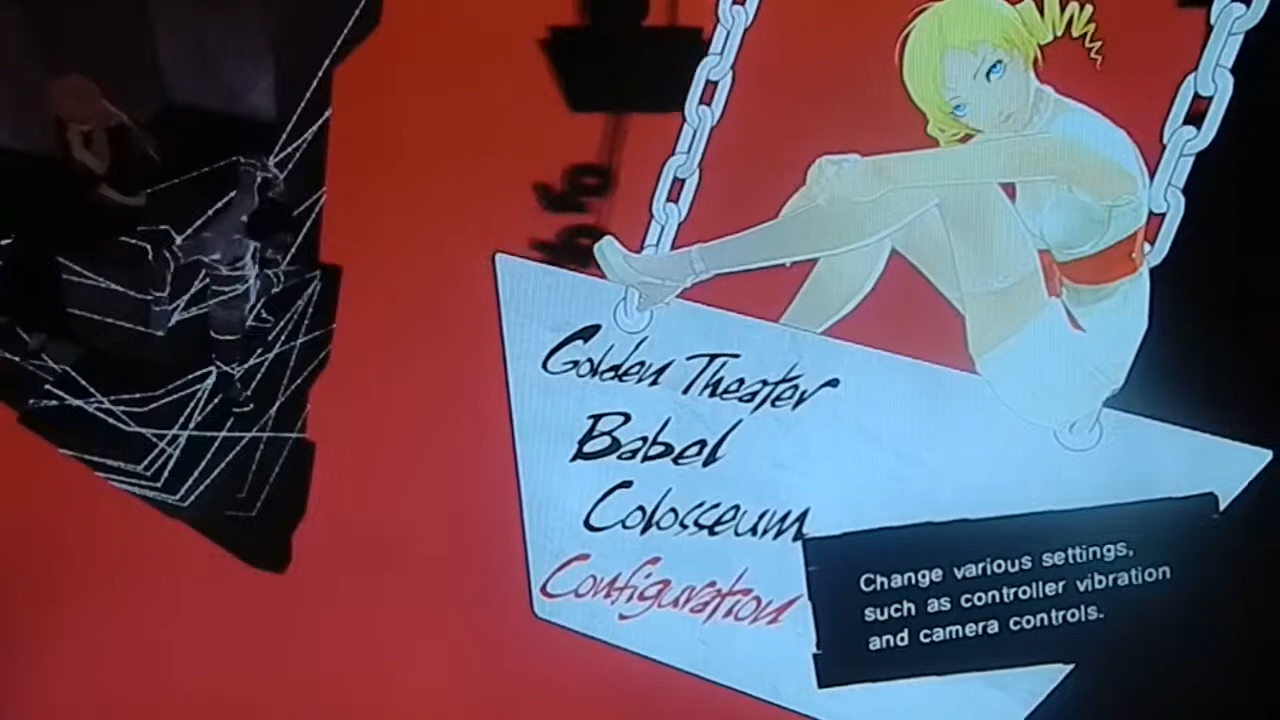 Golden Theater
Babel
Colosseum
Configuration
Change various settings,
such as controller vibration
and camera controls.